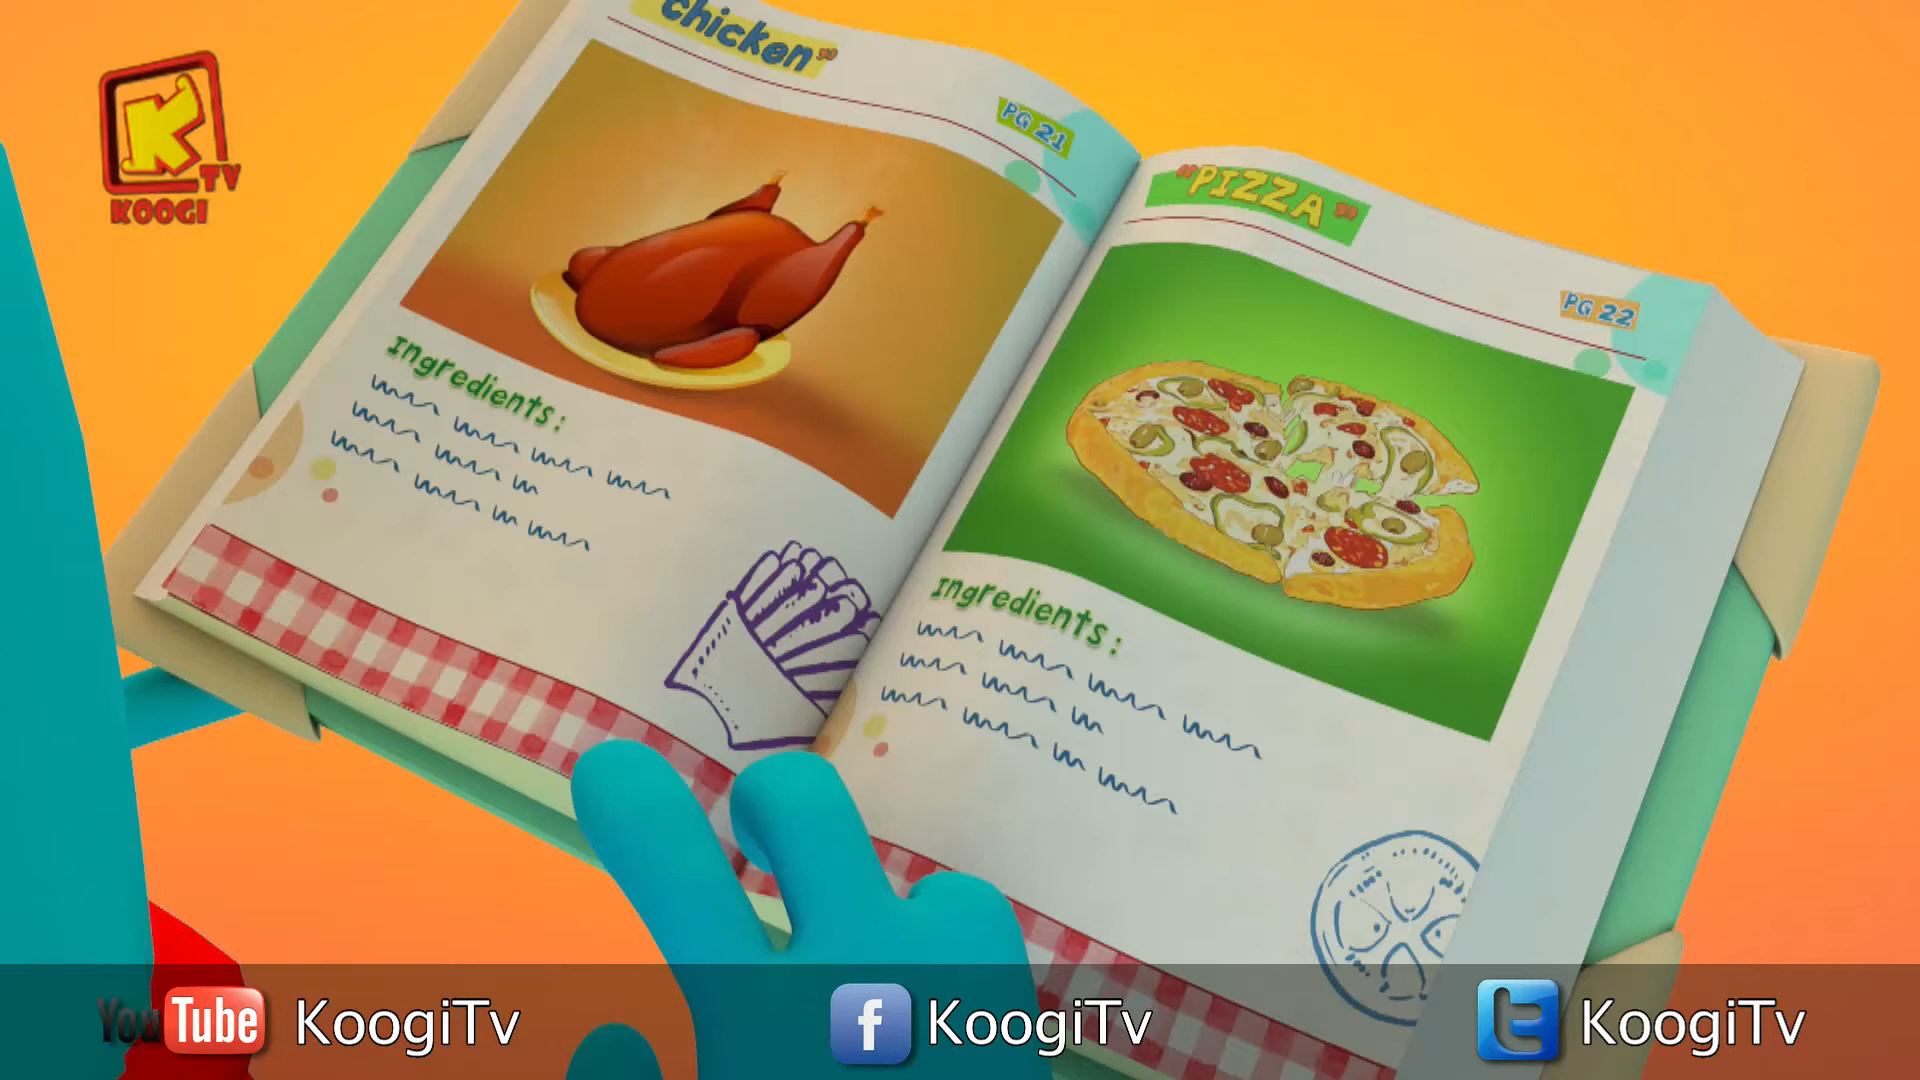 K
TV
KOOGI
chicken"
PG 21
Ingredients:
"PIZZA"
PG 22
Ingredients:
YouTube KoogiTv
f KoogiTv
t KoogiTv